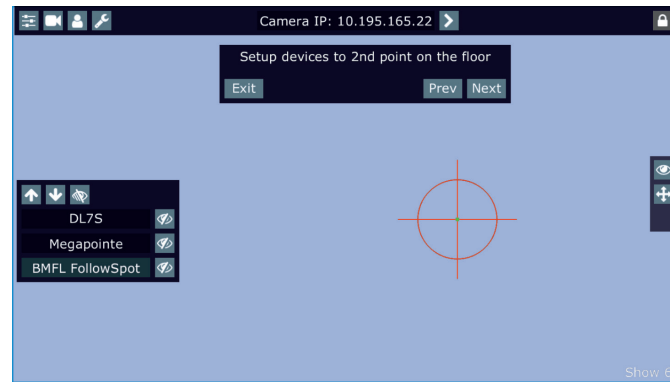 Camera IP: 10.195.165.22
Setup devices to 2nd point on the floor
Exit Prev Next
DL7S
Megapointe
BMFL FollowSpot
Show